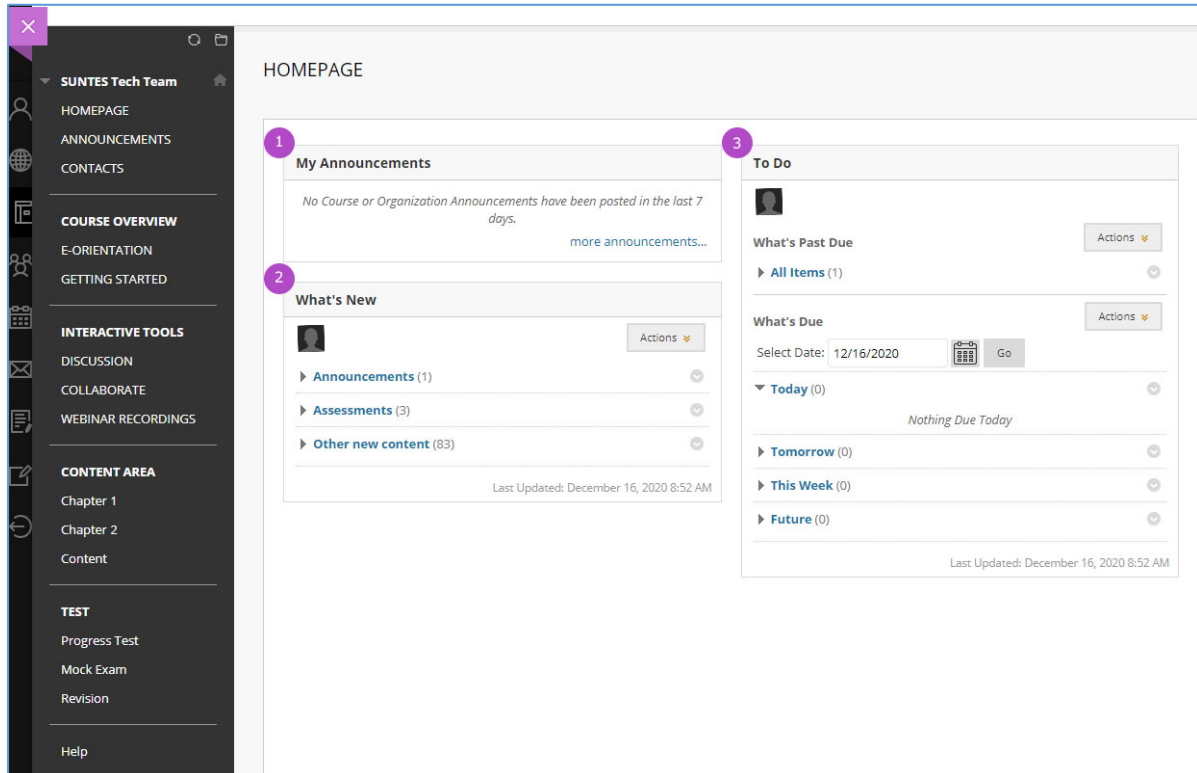 SUNTES Tech Team
HOMEPAGE
ANNOUNCEMENTS
CONTACTS
COURSE OVERVIEW
E-ORIENTATION
GETTING STARTED
INTERACTIVE TOOLS
DISCUSSION
COLLABORATE
WEBINAR RECORDINGS
CONTENT AREA
Chapter 1
Chapter 2
Content
TEST
Progress Test
Mock Exam
Revision
Help
HOMEPAGE
1
My Announcements
No Course or Organization Announcements have been posted in the last 7
days.
more announcements...
2
What's New
Actions
Announcements (1)
Assessments (3)
Other new content (83)
Last Updated: December 16, 2020 8:52 AM
3
To Do
What's Past Due
Actions
All Items (1)
What's Due
Actions
Select Date: 12/16/2020 Go
Today (0)
Nothing Due Today
Tomorrow (0)
This Week (0)
Future (0)
Last Updated: December 16, 2020 8:52 AM